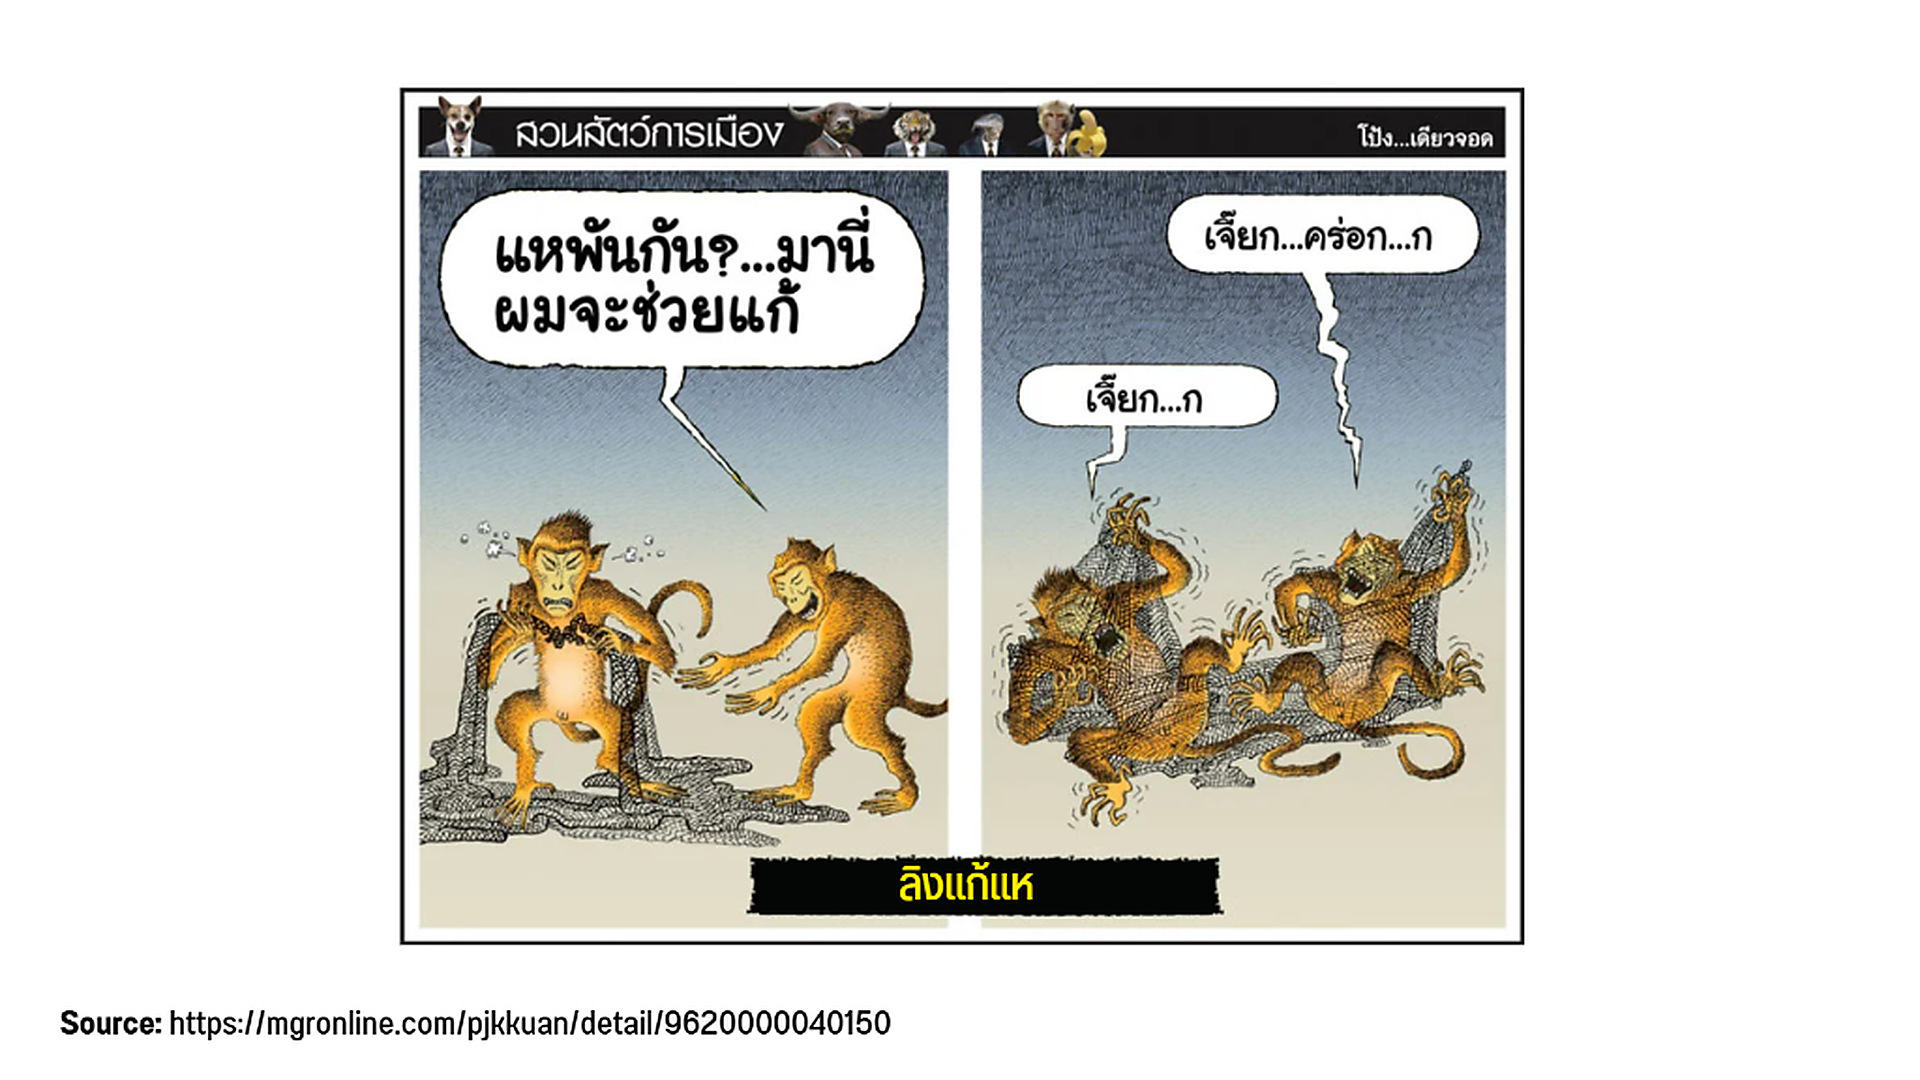 สวนสัตว์การเมือง
โป้ง...เดียวจอด
แหพันกัน?...มานี่
ผมจะช่วยแก้
เจี๊ยก...คร่อก...ก
เจี๊ยก...ก
ลิงแก้แห
Source: https://mgronline.com/pjkkuan/detail/9620000040150